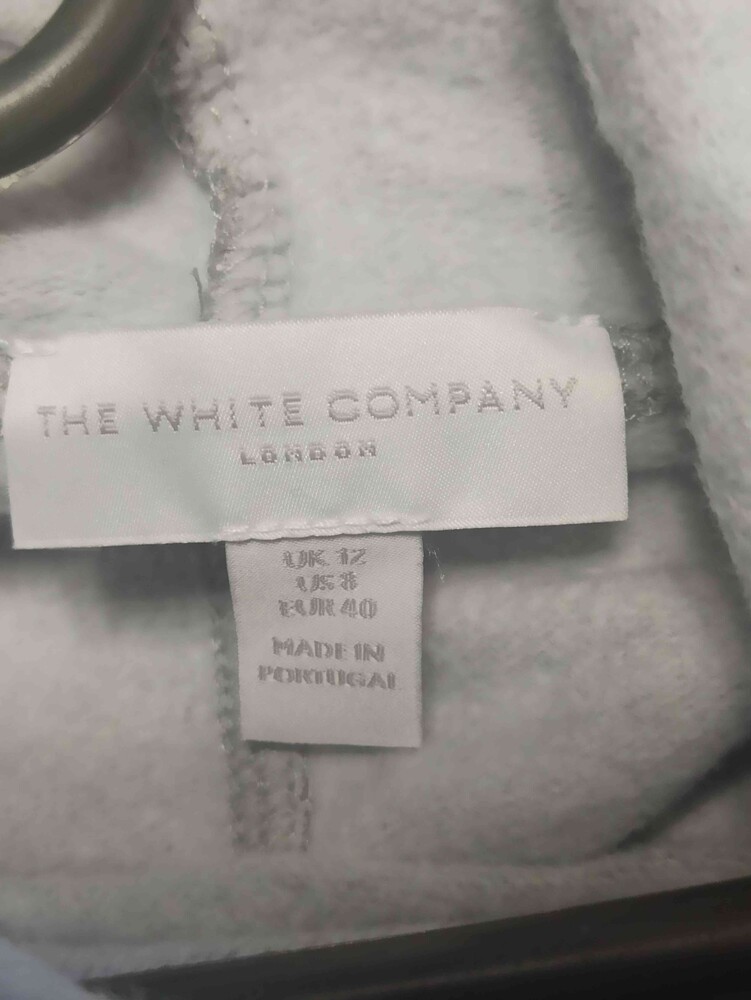 THE WHITE COMPANY
LONDON
UK 12
US 8
EUR 40
MADE IN
PORTUGAL